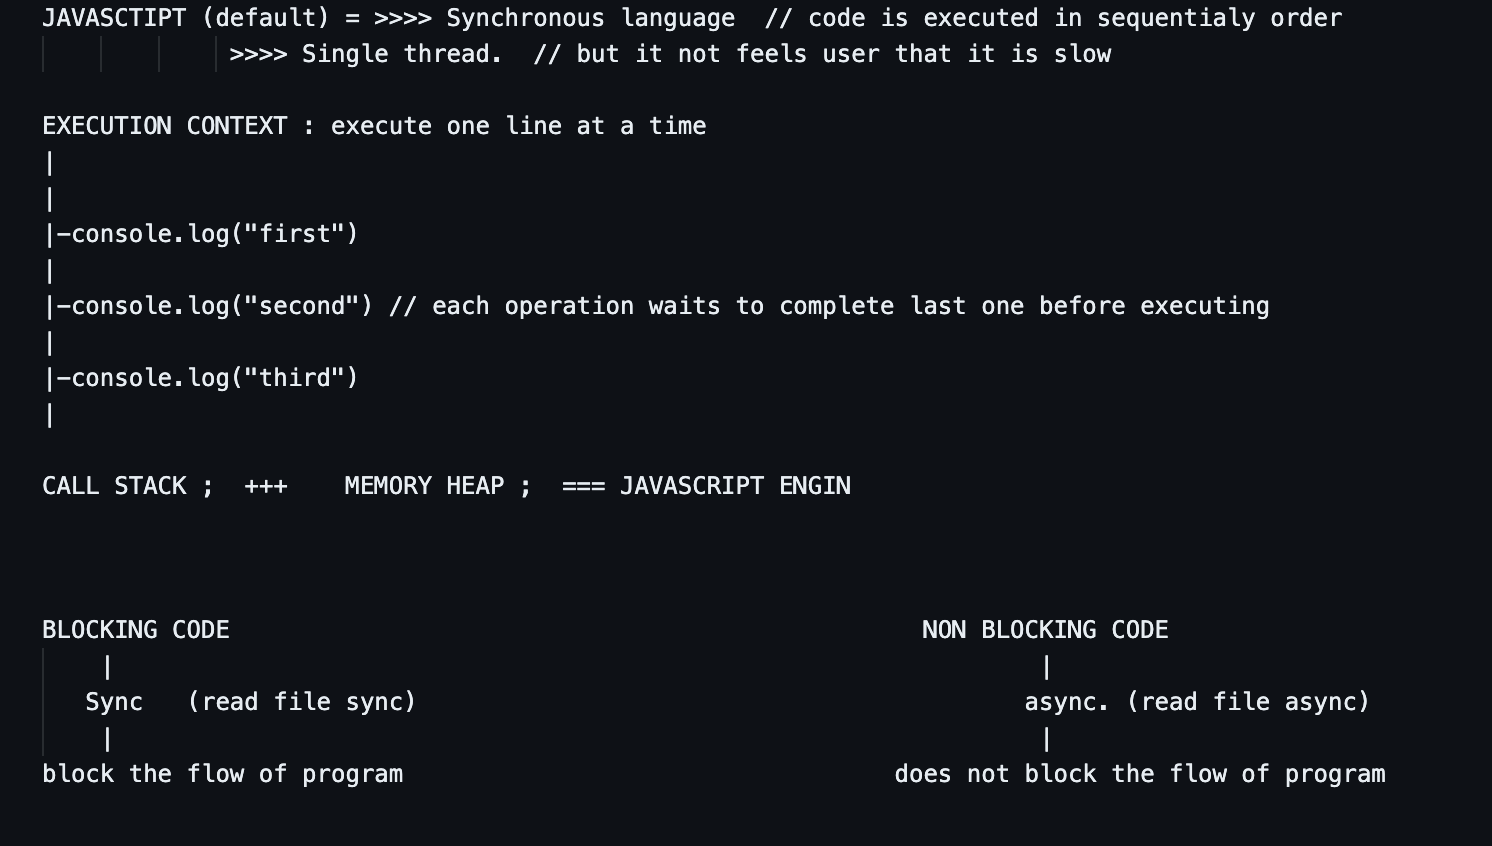 JAVASCTIPT (default) = >>>> Synchronous language  // code is executed in sequentialy order
>>>> Single thread.  // but it not feels user that it is slow
EXECUTION CONTEXT : execute one line at a time
|
|
|-console.log("first")
|
|-console.log("second") // each operation waits to complete last one before executing
|
|-console.log("third")
|
CALL STACK ;  +++    MEMORY HEAP ;  === JAVASCRIPT ENGIN
BLOCKING CODE    NON BLOCKING CODE
|    |
Sync   (read file sync)    async. (read file async)
|    |
block the flow of program    does not block the flow of program